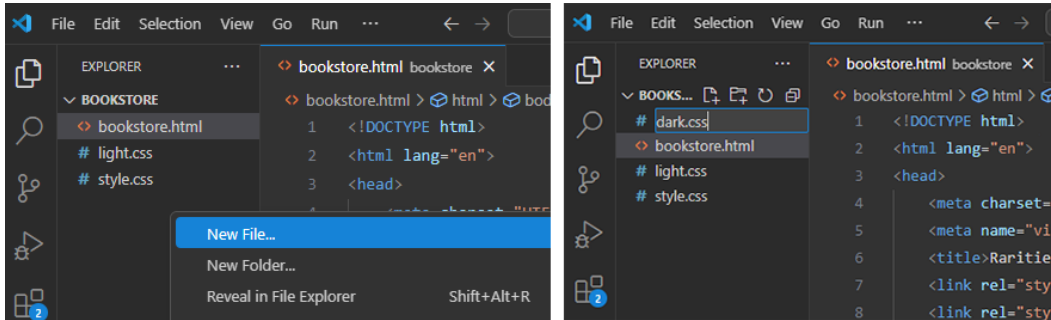 File Edit Selection View Go Run ···
EXPLORER ···
bookstore.html bookstore ×
BOOKSTORE
bookstore.html > html > bod
bookstore.html
# light.css
# style.css
1 <!DOCTYPE html>
2 <html lang="en">
3 <head>
4
New File...
New Folder...
Reveal in File Explorer Shift+Alt+R
2
File Edit Selection View Go Run ···
EXPLORER ···
bookstore.html bookstore ×
BOOKS...
bookstore.html > html >
# dark.css
bookstore.html
# light.css
# style.css
1 <!DOCTYPE html>
2 <html lang="en">
3 <head>
4 <meta charset=
5 <meta name="vi
6 <title>Raritie
7 <link rel="sty
8 <link rel="sty
2